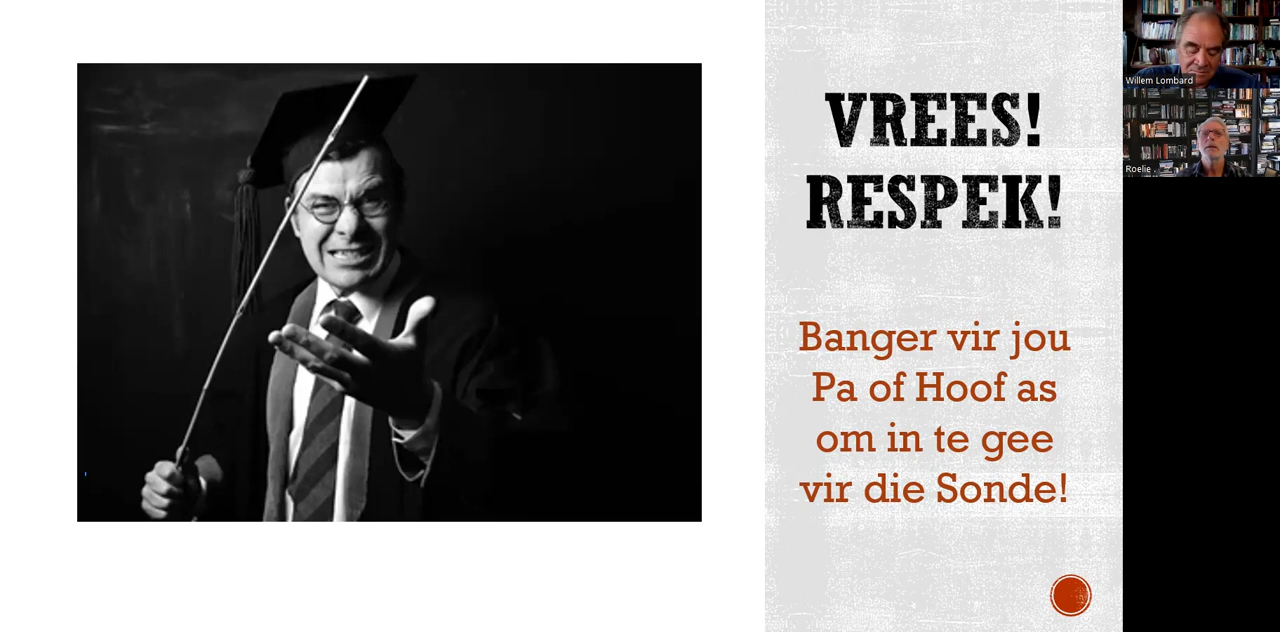 VREES!
RESPEK!
Banger vir jou
Pa of Hoof as
om in te gee
vir die Sonde!
Willem Lombard
Roelie .